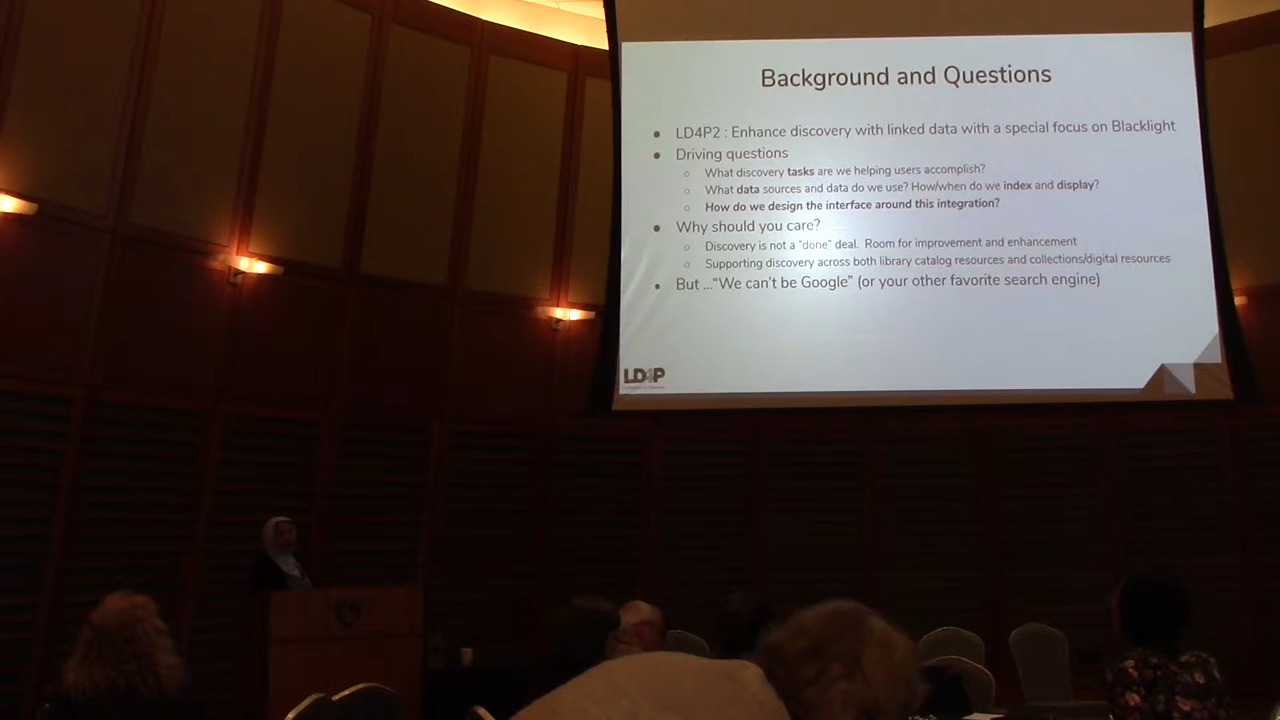 Background and Questions
● LD4P2 : Enhance discovery with linked data with a special focus on Blacklight
● Driving questions
○ What discovery tasks are we helping users accomplish?
○ What data sources and data do we use? How/when do we index and display?
○ How do we design the interface around this integration?
● Why should you care?
○ Discovery is not a "done" deal. Room for improvement and enhancement
○ Supporting discovery across both library catalog resources and collections/digital resources
● But ..."We can't be Google" (or your other favorite search engine)
LD4P